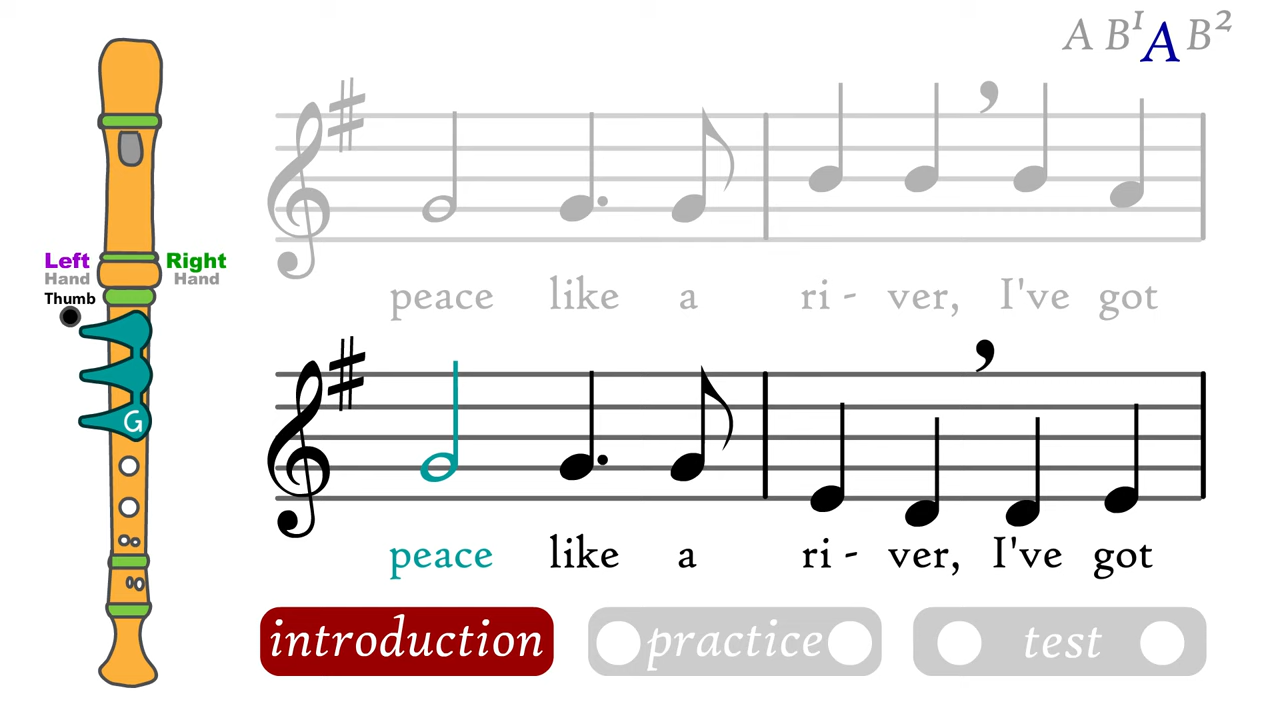 A B¹ A B²
Left Hand Right Hand
Thumb
peace like a ri - ver, I've got
G
peace like a ri - ver, I've got
introduction practice test